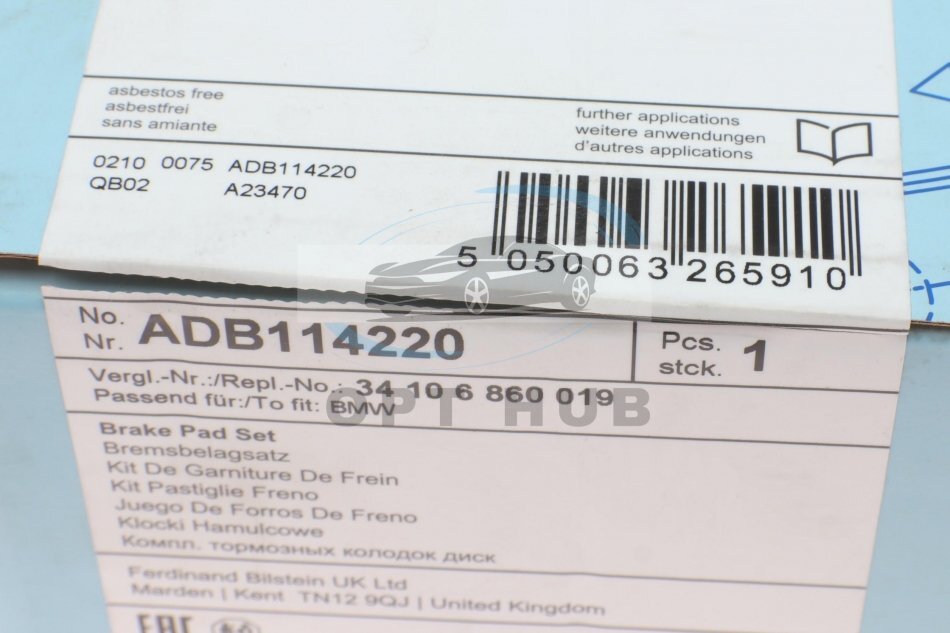 asbestos free
asbestfrei
sans amiante
further applications
weitere anwendungen
d'autres applications
0210 0075 ADB114220
QB02 A23470
5 050063 265910
No.
Nr. ADB114220
Pcs.
stck. 1
Vergl.-Nr.:/Repl.-No.: 34 10 6 860 019
Passend für:/To fit: BMW
OPT HUB
Brake Pad Set
Bremsbelagsatz
Kit De Garniture De Frein
Kit Pastiglie Freno
Juego De Forros De Freno
Klocki Hamulcowe
Компл. тормозных колодок диск
Ferdinand Bilstein UK Ltd
Marden | Kent TN12 9QJ | United Kingdom
EAC